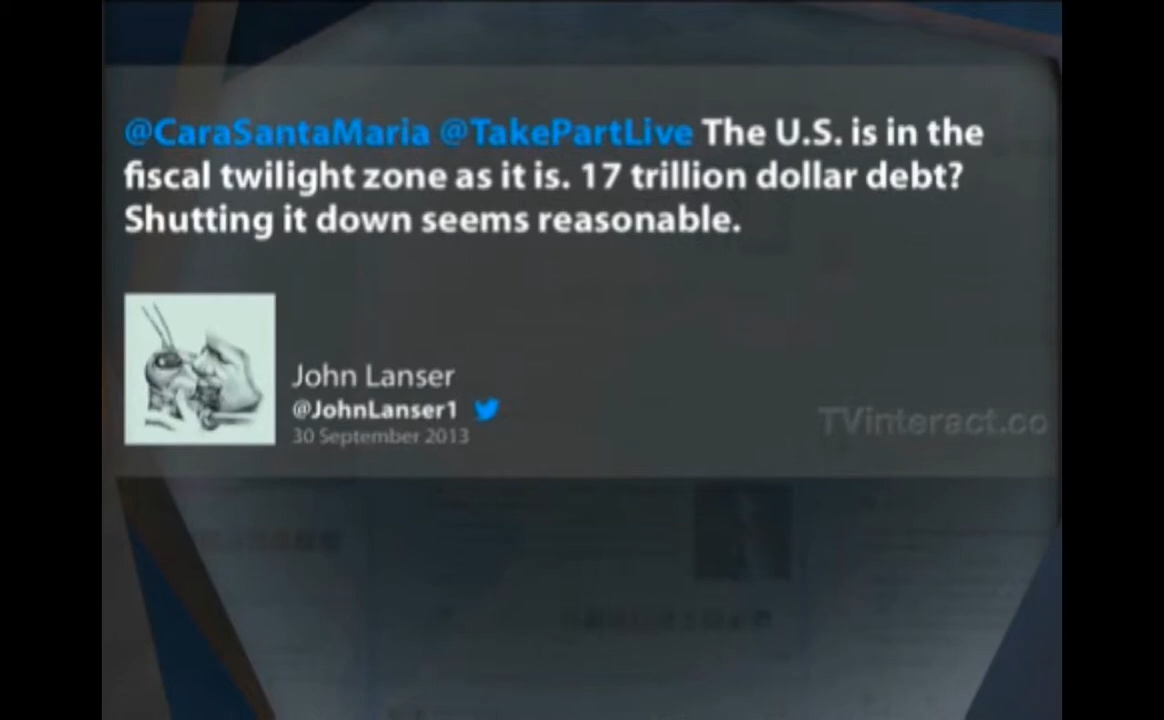 @CaraSantaMaria @TakePartLive The U.S. is in the
fiscal twilight zone as it is. 17 trillion dollar debt?
Shutting it down seems reasonable.
John Lanser
@JohnLanser1
30 September 2013
TVinteract.co